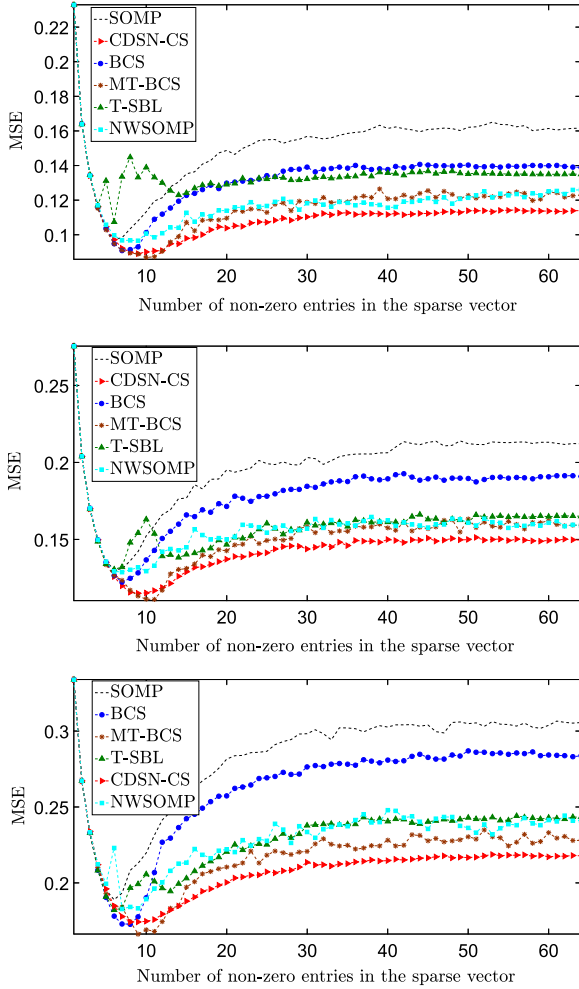 SOMP
CDSN-CS
BCS
MT-BCS
T-SBL
NWSOMP
MSE
0.22
0.2
0.18
0.16
0.14
0.12
0.1
10 20 30 40 50 60
Number of non-zero entries in the sparse vector
SOMP
CDSN-CS
BCS
MT-BCS
T-SBL
NWSOMP
MSE
0.25
0.2
0.15
10 20 30 40 50 60
Number of non-zero entries in the sparse vector
SOMP
BCS
MT-BCS
T-SBL
CDSN-CS
NWSOMP
MSE
0.3
0.25
0.2
10 20 30 40 50 60
Number of non-zero entries in the sparse vector